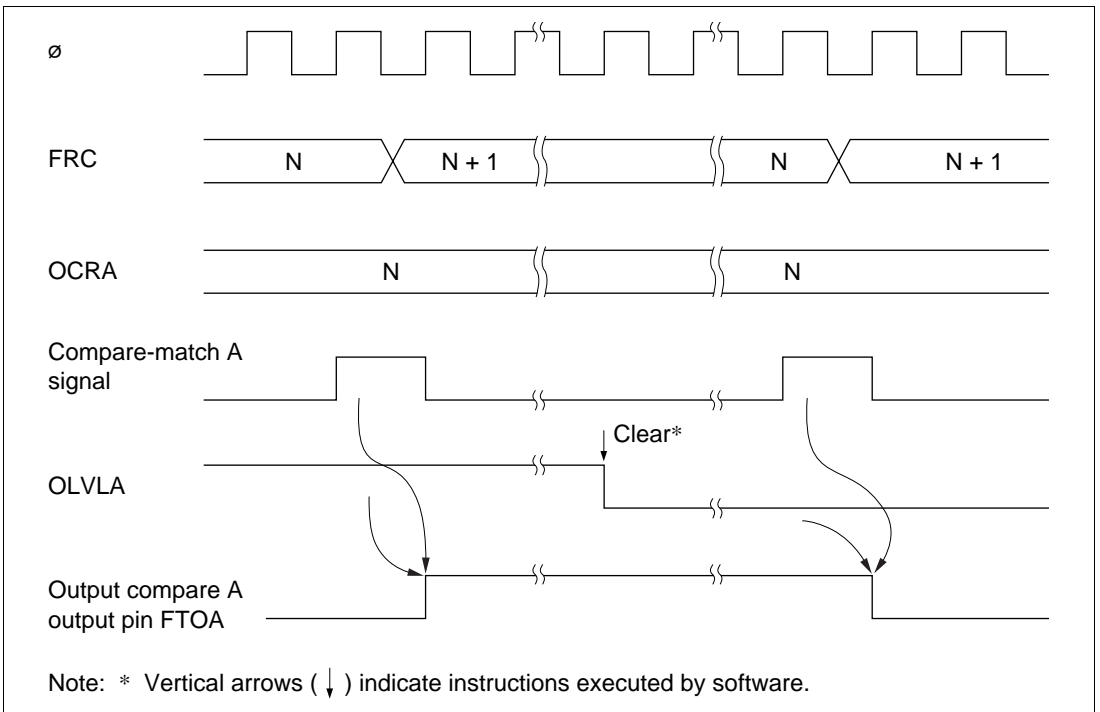 ø
FRC N N + 1 N N + 1
OCRA N N
Compare-match A
signal
Clear*
OLVLA
Output compare A
output pin FTOA
Note: * Vertical arrows ( ↓ ) indicate instructions executed by software.